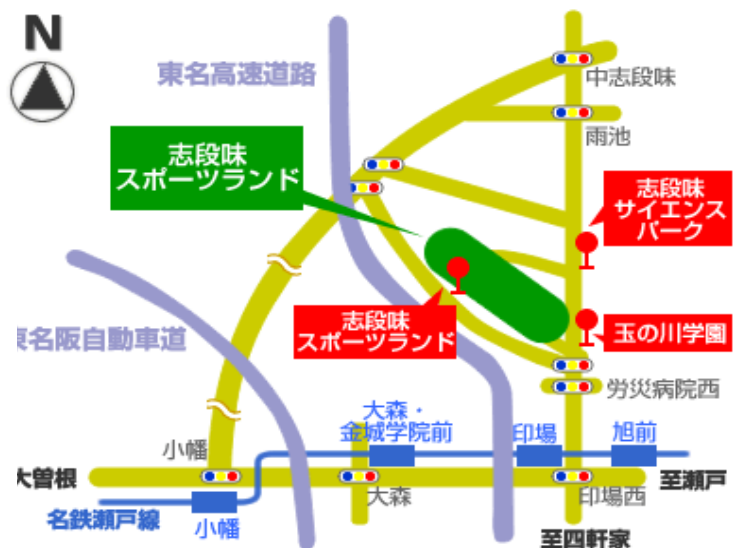 N
東名高速道路
中志段味
雨池
志段味
スポーツランド
志段味
サイエンス
パーク
東名阪自動車道
志段味
スポーツランド
玉の川学園
労災病院西
大森・
金城学院前
印場
旭前
小幡
大曽根
大森
印場西
至瀬戸
名鉄瀬戸線
小幡
至四軒家